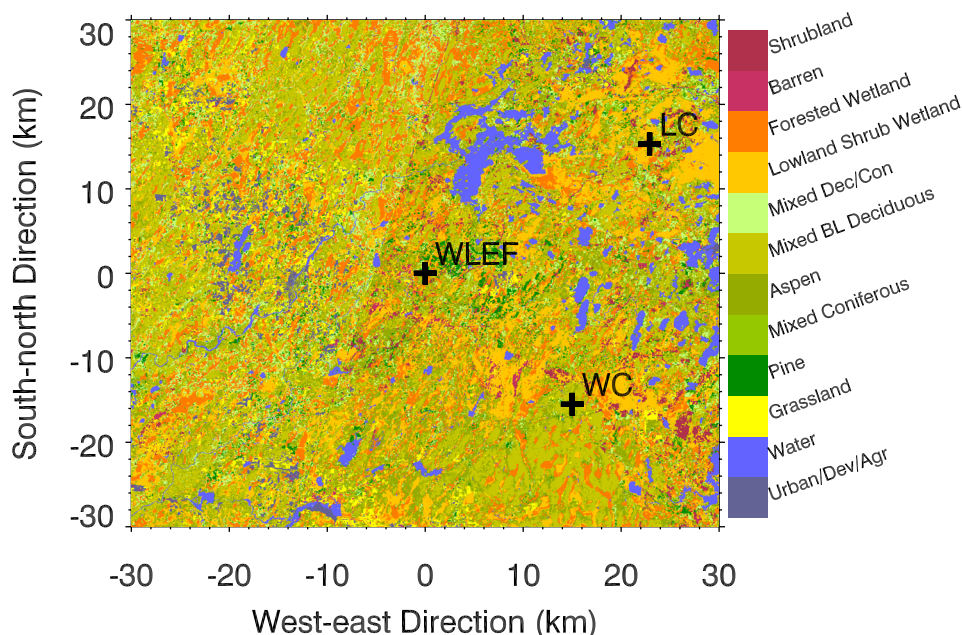 30
20
10
0
-10
-20
-30
South-north Direction (km)
-30
-20
-10
0
10
20
30
West-east Direction (km)
LC
WLEF
WC
Shrubland
Barren
Forested Wetland
Lowland Shrub Wetland
Mixed Dec/Con
Mixed BL Deciduous
Aspen
Mixed Coniferous
Pine
Grassland
Water
Urban/Dev/Agr